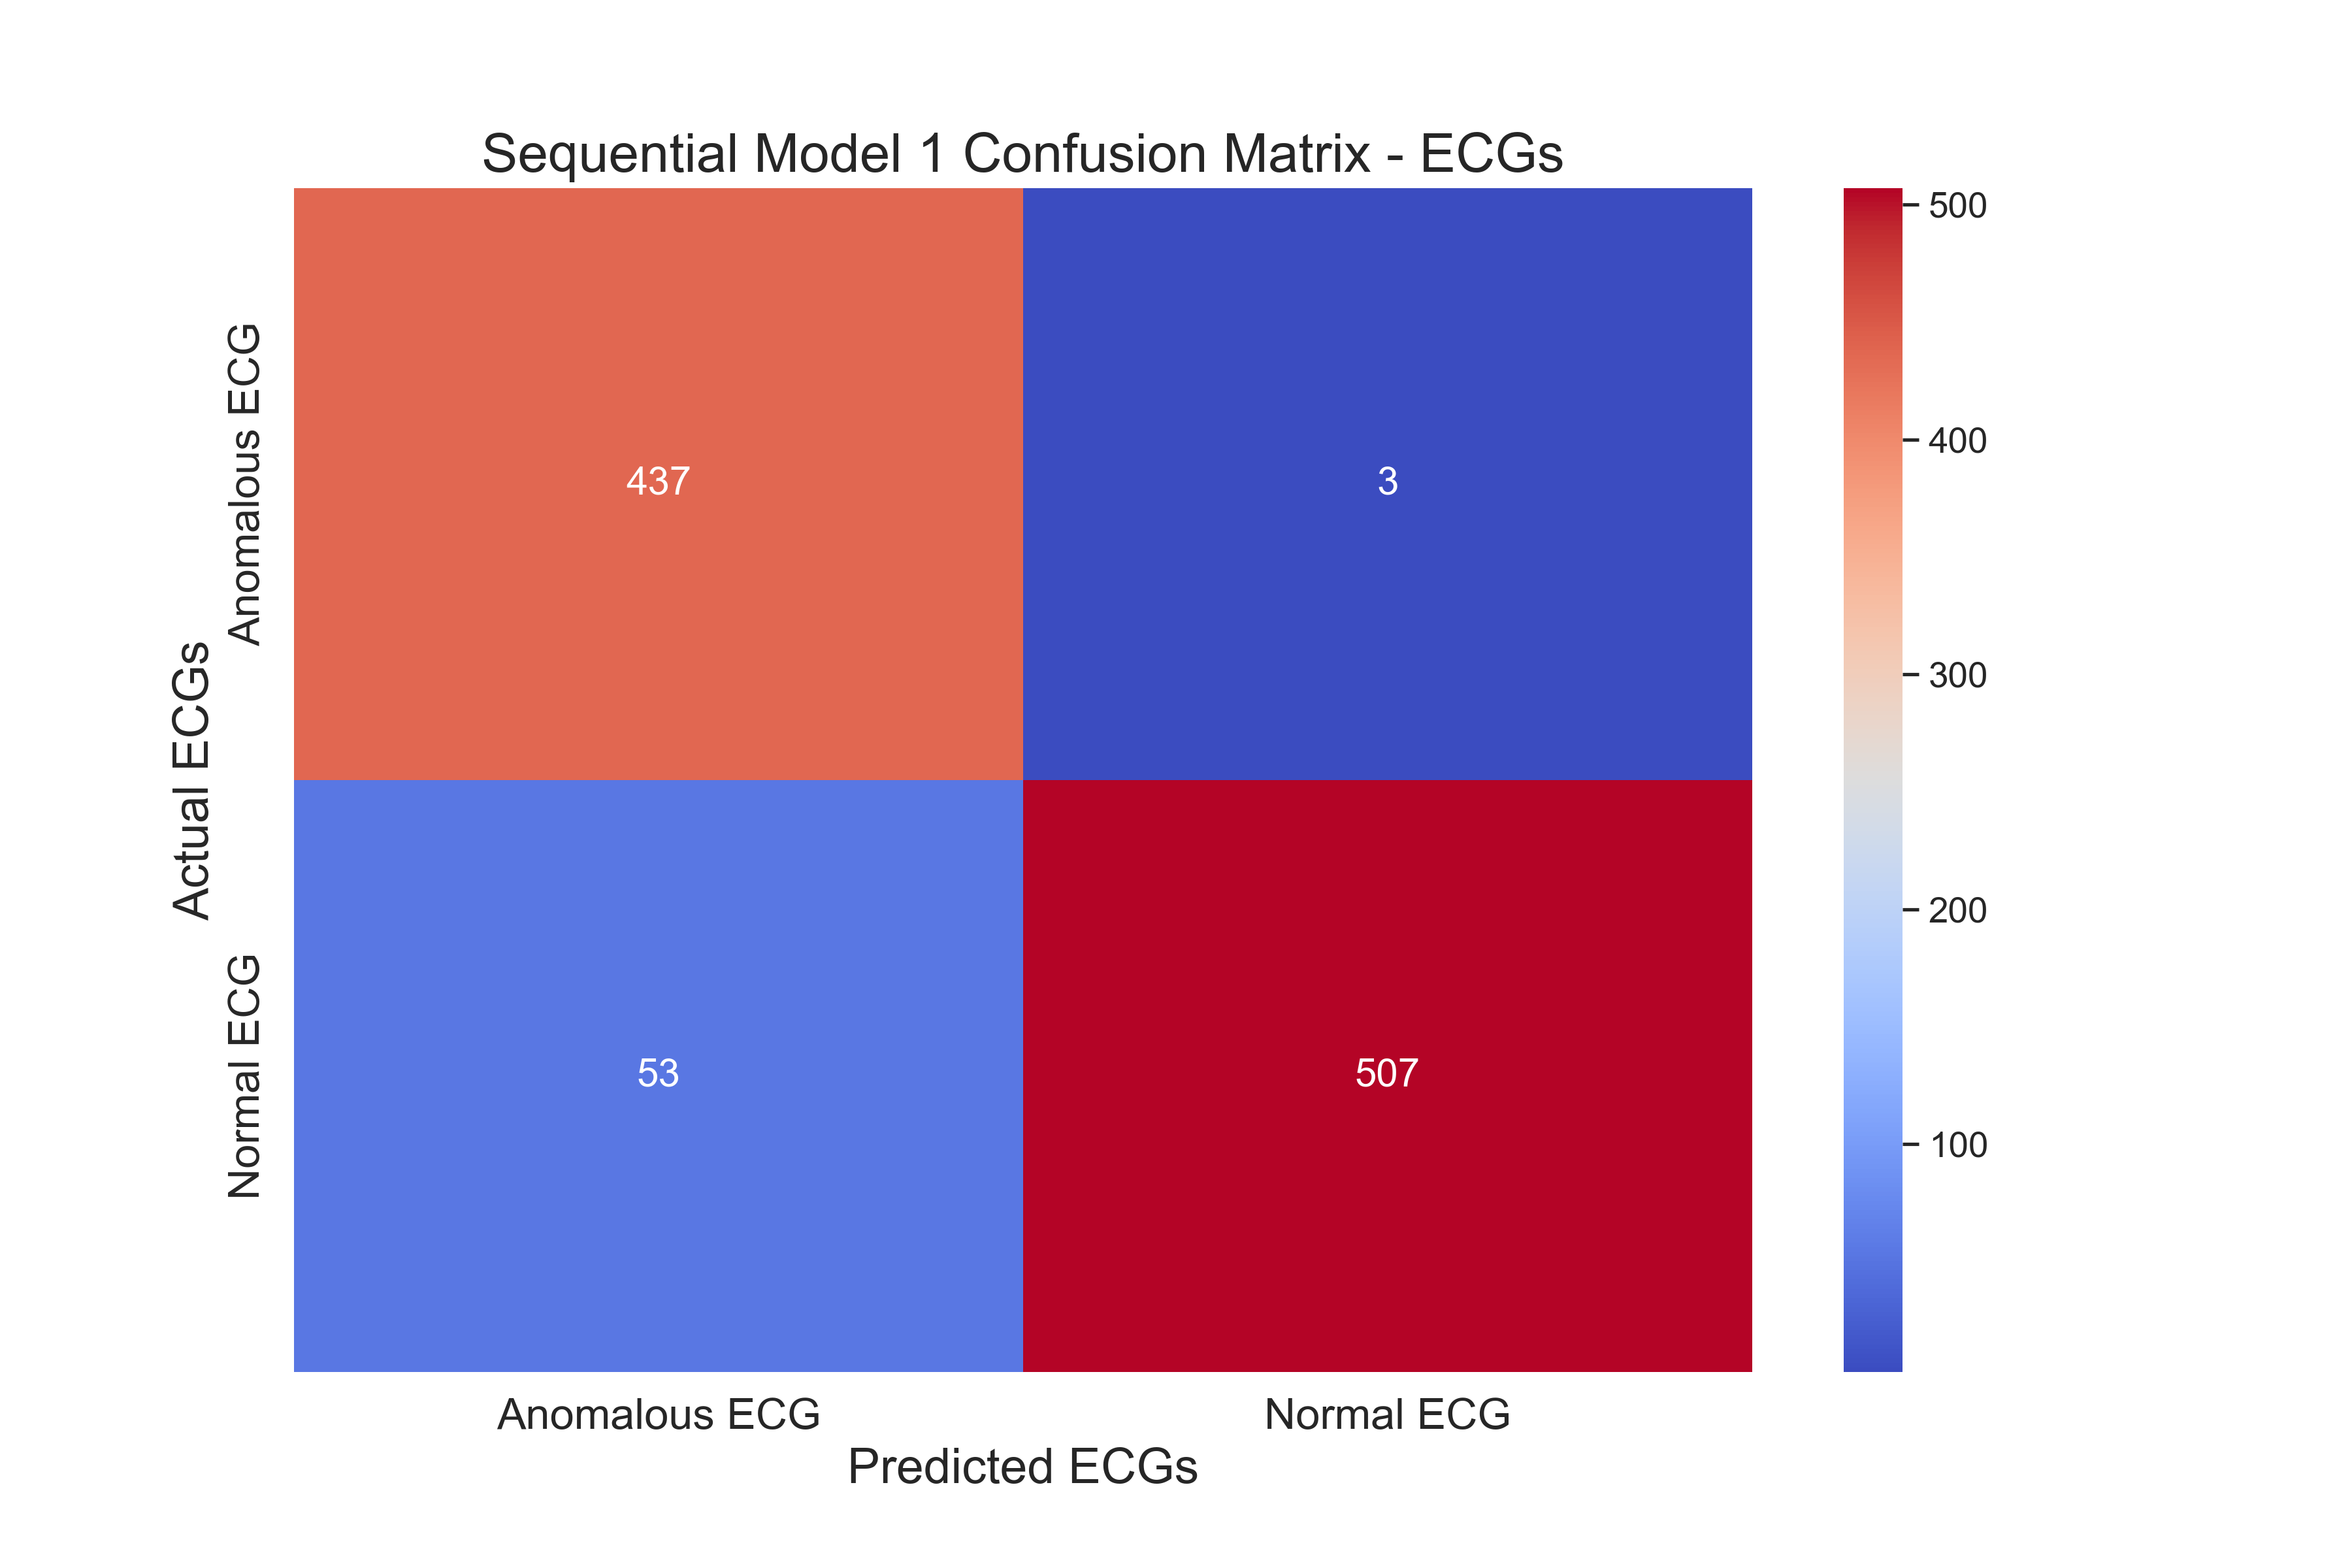 Sequential Model 1 Confusion Matrix - ECGs
Actual ECGs
Anomalous ECG
Normal ECG
437
3
53
507
Anomalous ECG
Normal ECG
Predicted ECGs
500
400
300
200
100